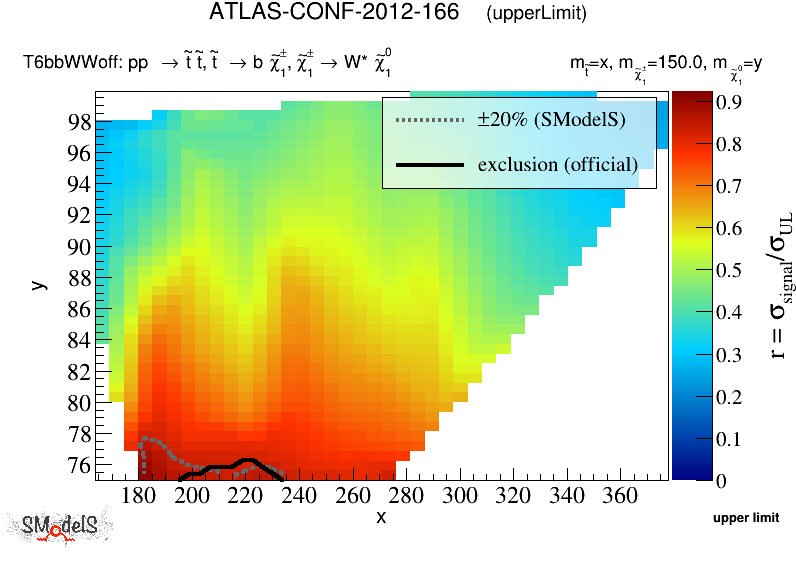 ATLAS-CONF-2012-166 (upperLimit)
T6bbWWoff: pp → t̃ t̃, t̃ → b χ̃₁±, χ̃₁± → W* χ̃₁⁰
m_t̃=x, m_χ̃₁±=150.0, m_χ̃₁⁰=y
±20% (SModelS)
exclusion (official)
98
96
94
92
90
88
86
84
82
80
78
76
y
180 200 220 240 260 280 300 320 340 360
x
0.9
0.8
0.7
0.6
0.5
0.4
0.3
0.2
0.1
0
r = σ_signal/σ_UL
SModelS
upper limit